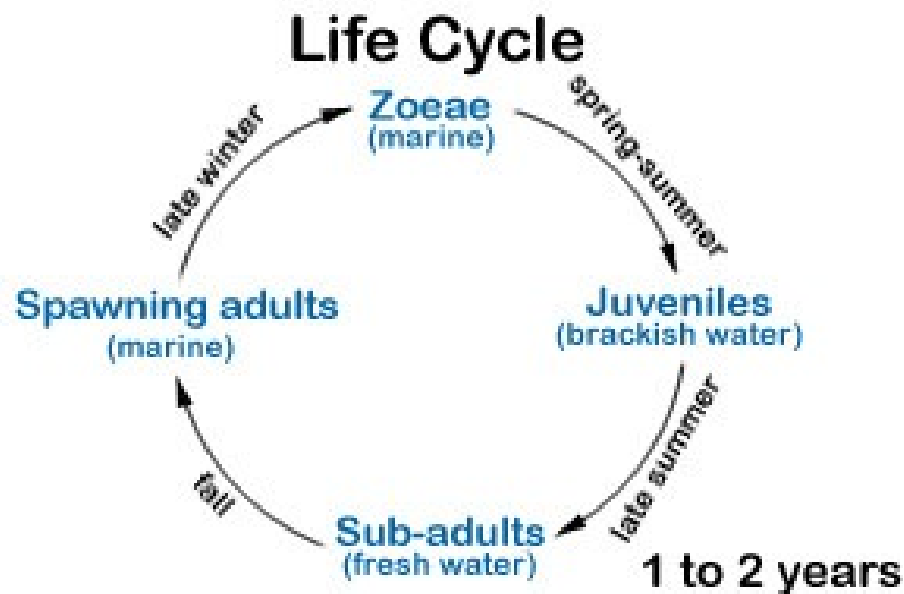 Life Cycle
Zoeae
(marine)
spring-summer
Juveniles
(brackish water)
late summer
Sub-adults
(fresh water)
fall
Spawning adults
(marine)
late winter
1 to 2 years